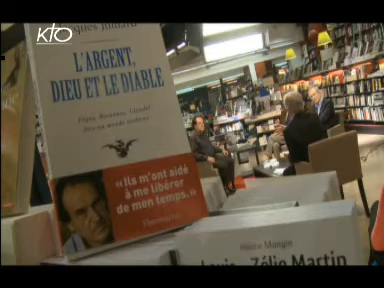 KTO
Jacques Julliard
L'ARGENT,
DIEU ET LE DIABLE
Péguy, Bernanos, Claudel
face au monde moderne
«Ils m'ont aidé
à me libérer
de mon temps.»
Flammarion
Hélène Mongin
Louis et Zélie Martin